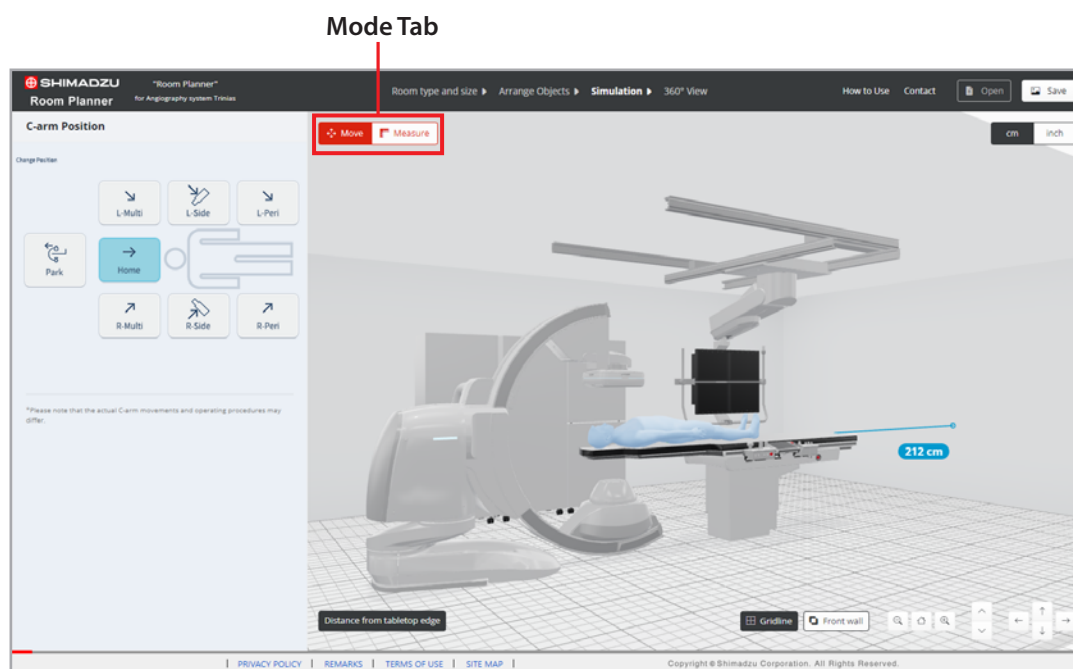 Mode Tab
SHIMADZU
Room Planner
"Room Planner"
for Angiography system Trinias
Room type and size Arrange Objects Simulation 360° View
How to Use Contact Open Save
C-arm Position
Move Measure
cm inch
Change Position
L-Multi L-Side L-Peri
Park Home
R-Multi R-Side R-Peri
*Please note that the actual C-arm movements and operating procedures may
differ.
212 cm
Distance from tabletop edge
Gridline Front wall
| PRIVACY POLICY | REMARKS | TERMS OF USE | SITE MAP |
Copyright © Shimadzu Corporation. All Rights Reserved.